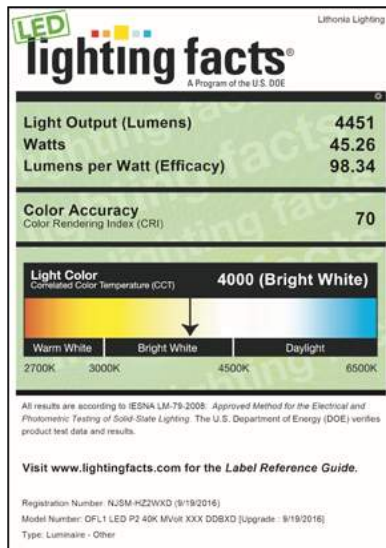 LED
Lithonia Lighting
lighting facts®
A Program of the U.S. DOE
Light Output (Lumens) 4451
Watts 45.26
Lumens per Watt (Efficacy) 98.34
Color Accuracy
Color Rendering Index (CRI) 70
Light Color
Correlated Color Temperature (CCT) 4000 (Bright White)
Warm White Bright White Daylight
2700K 3000K 4500K 6500K
All results are according to IESNA LM-79-2008: Approved Method for the Electrical and
Photometric Testing of Solid-State Lighting. The U.S. Department of Energy (DOE) verifies
product test data and results.
Visit www.lightingfacts.com for the Label Reference Guide.
Registration Number: NJSM-HZ2WXD (9/19/2016)
Model Number: OFL1 LED P2 40K MVolt XXX DDBXD [Upgrade : 9/19/2016]
Type: Luminaire - Other